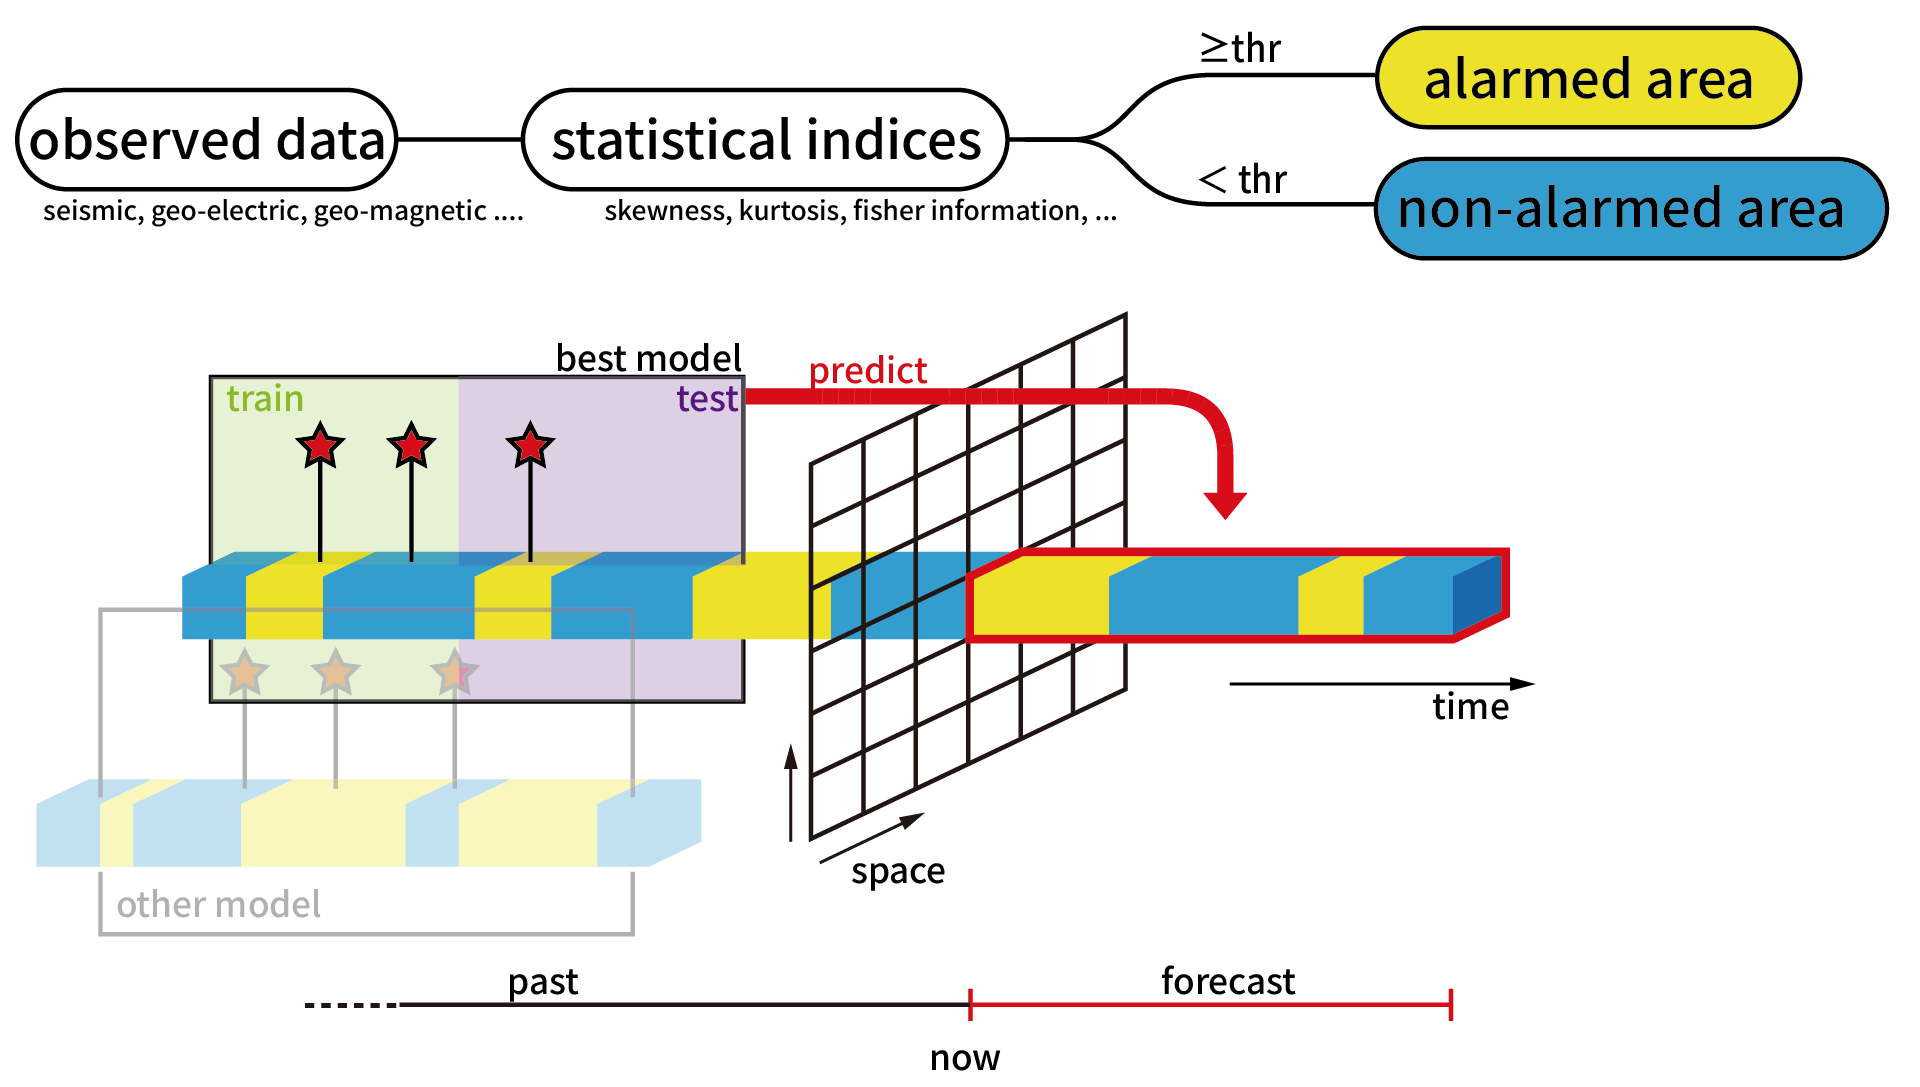 ≥thr
alarmed area
observed data
statistical indices
< thr
non-alarmed area
seismic, geo-electric, geo-magnetic ....
skewness, kurtosis, fisher information, ...
best model
predict
train
test
time
space
other model
past
forecast
now